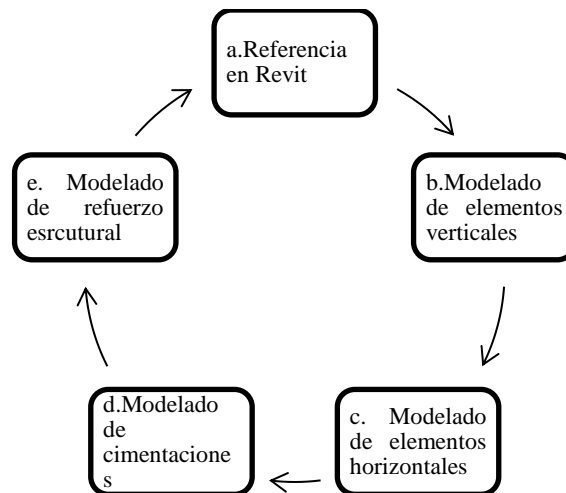 a.Referencia
en Revit
b.Modelado
de elementos
verticales
c. Modelado
de elementos
horizontales
d.Modelado
de
cimentacione
s
e. Modelado
de refuerzo
esrcutural